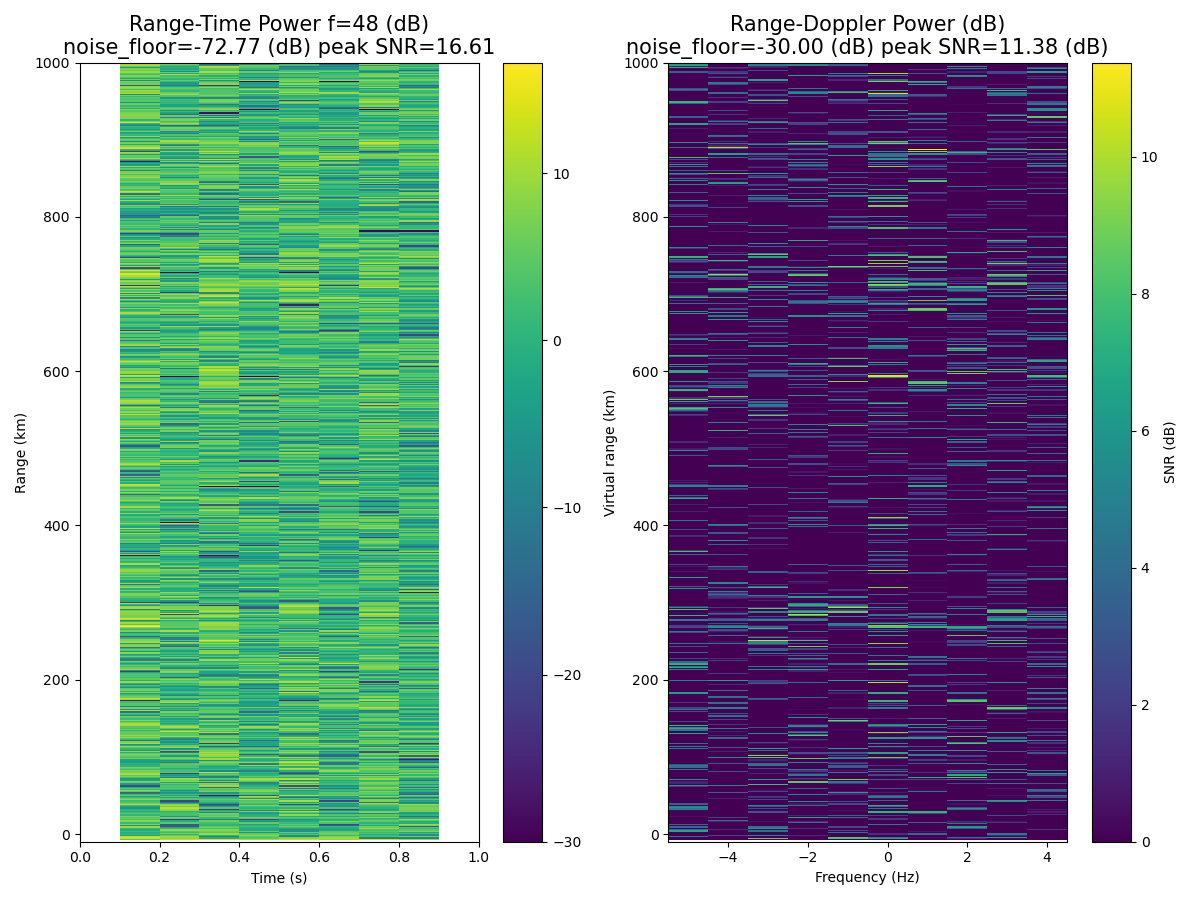 Range-Time Power f=48 (dB)
noise_floor=-72.77 (dB) peak SNR=16.61
Range (km)
1000
800
600
400
200
0
0.0 0.2 0.4 0.6 0.8 1.0
Time (s)
10
0
−10
−20
−30
Range-Doppler Power (dB)
noise_floor=-30.00 (dB) peak SNR=11.38 (dB)
Virtual range (km)
1000
800
600
400
200
0
−4 −2 0 2 4
Frequency (Hz)
10
8
6
4
2
0
SNR (dB)